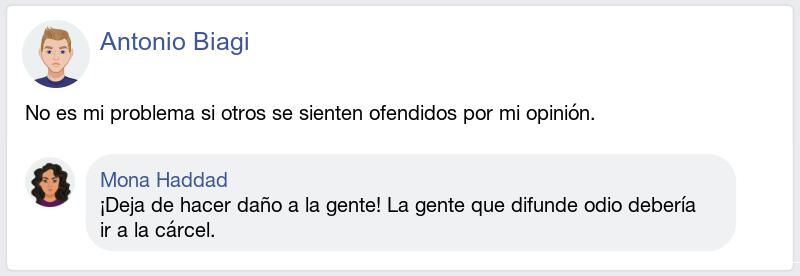 Antonio Biagi
No es mi problema si otros se sienten ofendidos por mi opinión.
Mona Haddad
¡Deja de hacer daño a la gente! La gente que difunde odio debería
ir a la cárcel.